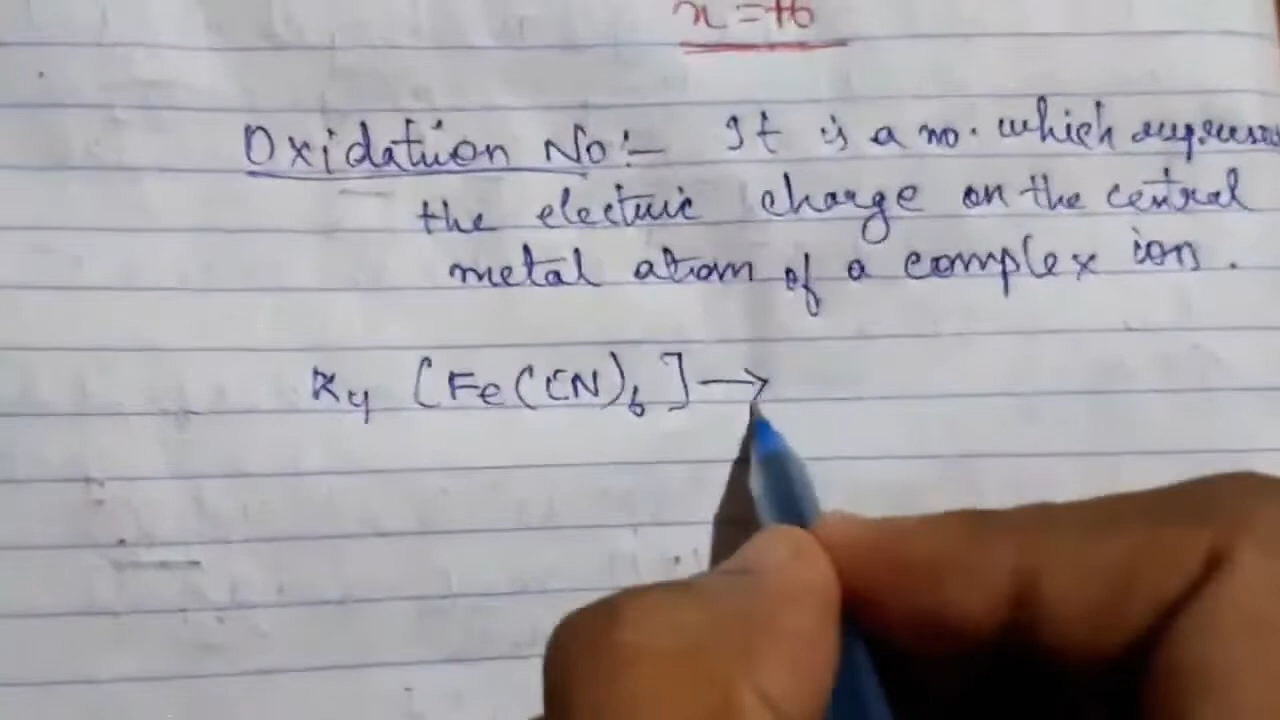 x = +6
Oxidation No:- It is a no. which
the electric charge on the central
metal atom of a complex ion.
K4 [Fe(CN)6] →